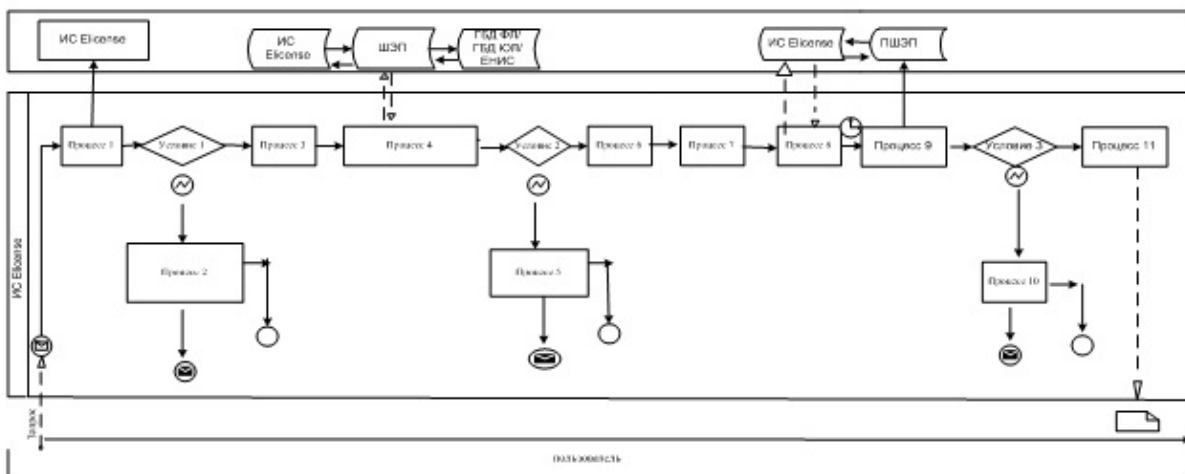 ИС Elicense
ИС
Elicense
ШЭП
ГБД ФЛ/
ГБД ЮЛ/
ЕНИС
ИС Elicense
ПШЭП
ИС Elicense
Процесс 1
Условие 1
Процесс 3
Процесс 4
Условие 2
Процесс 6
Процесс 7
Процесс 8
Процесс 9
Условие 3
Процесс 11
Процесс 2
Процесс 5
Процесс 10
Запрос
пользователь